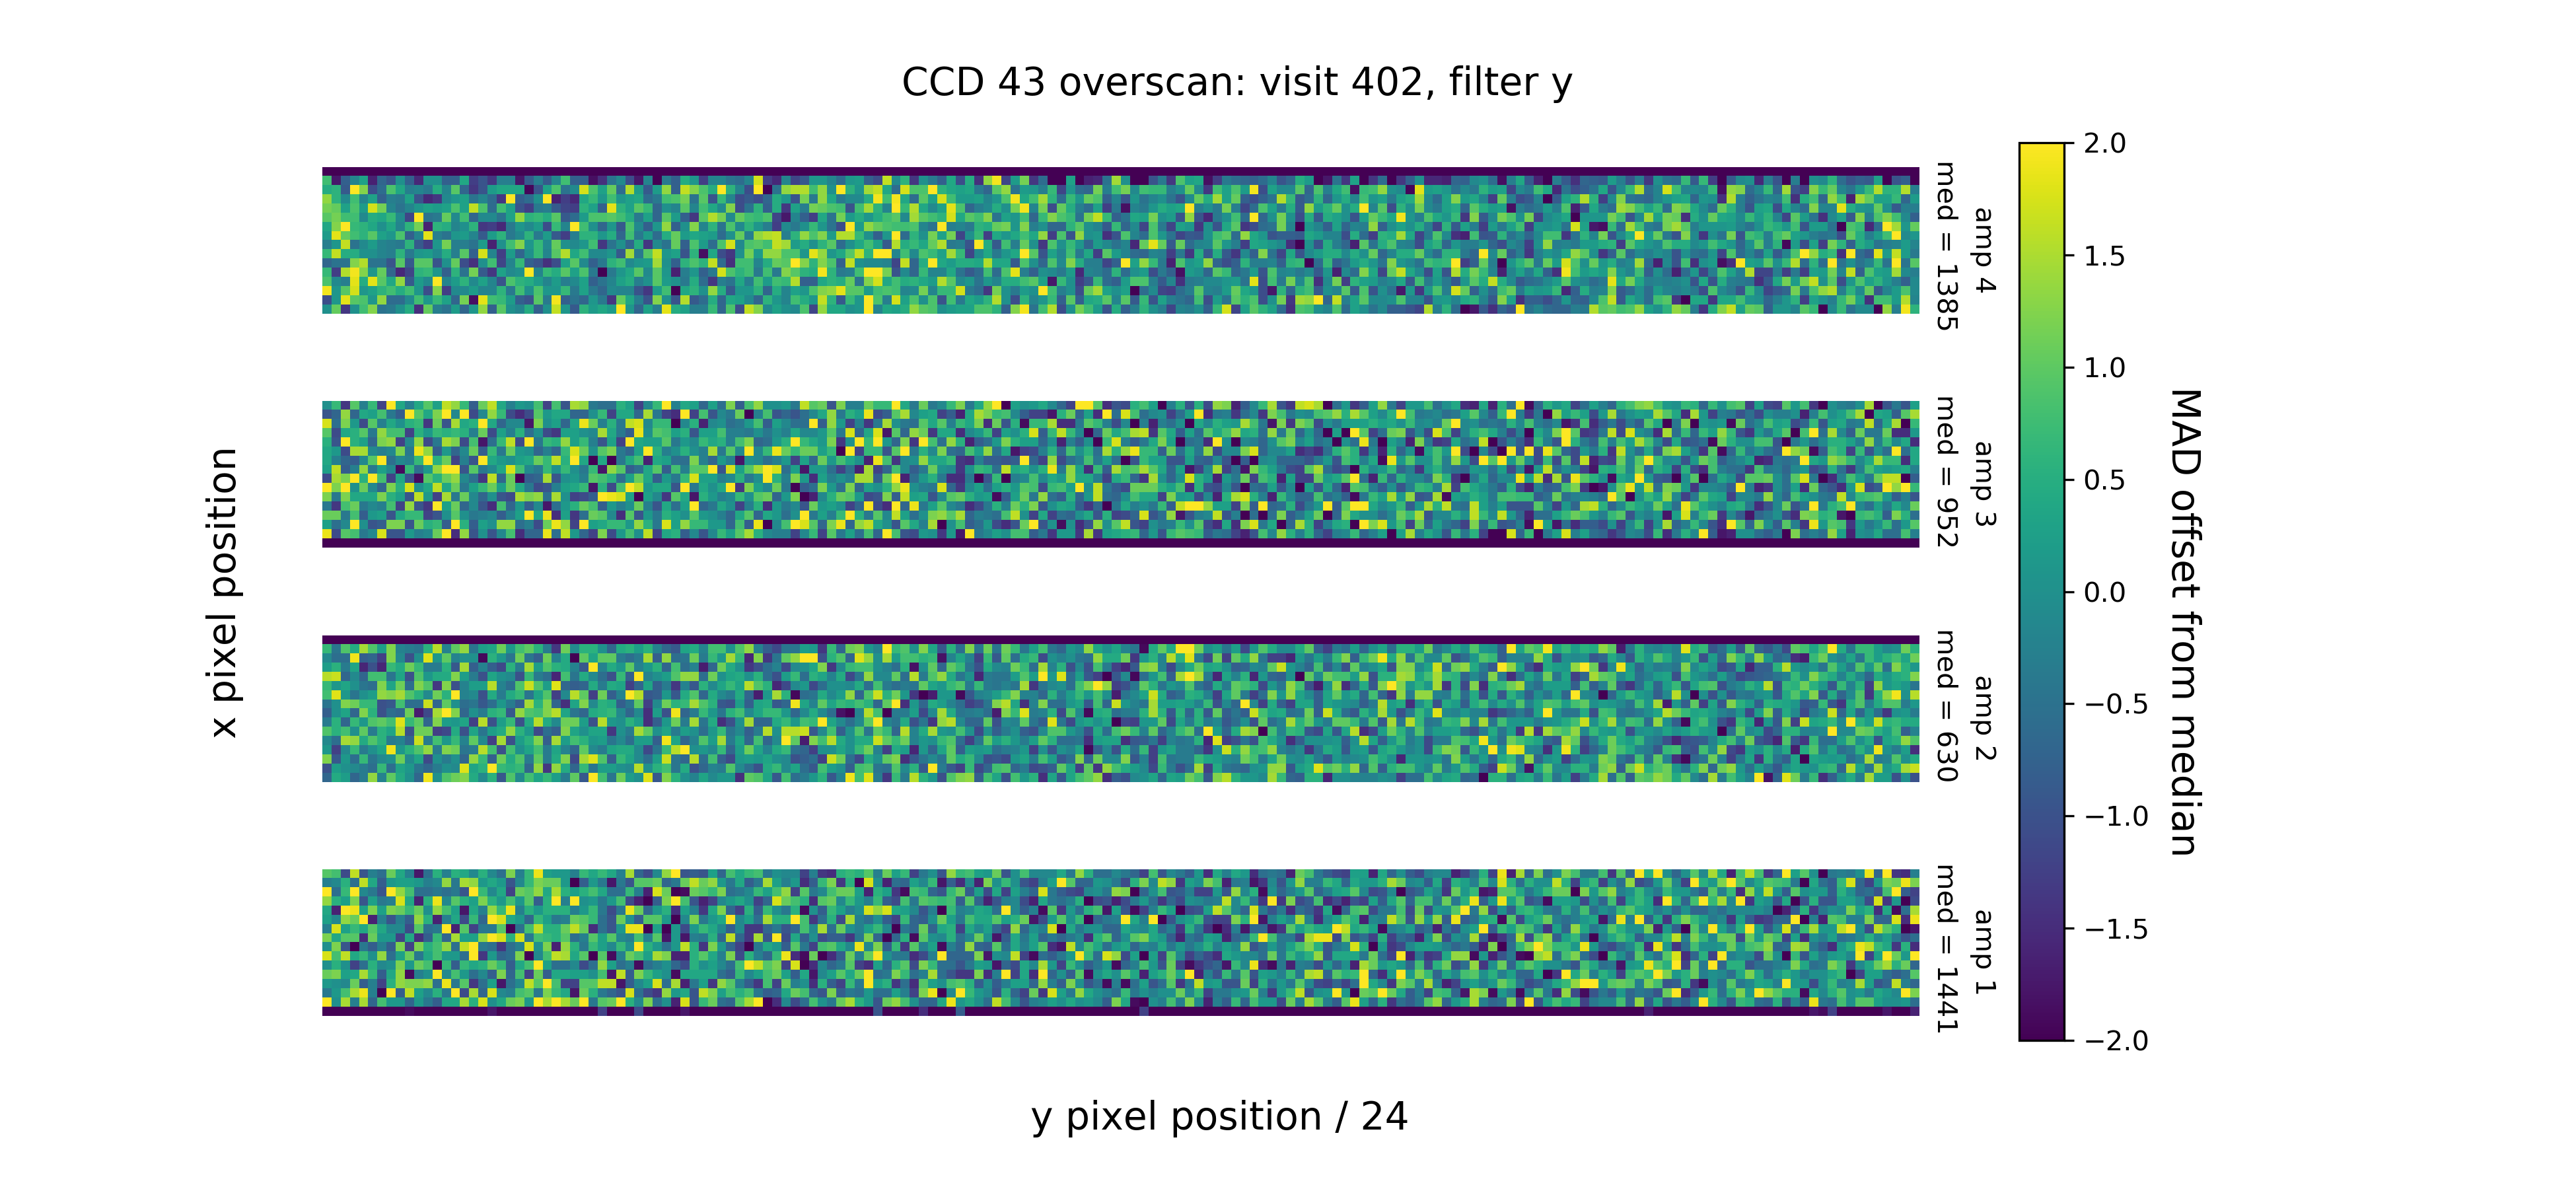 CCD 43 overscan: visit 402, filter y
x pixel position
amp 4
med = 1385
amp 3
med = 952
amp 2
med = 630
amp 1
med = 1441
2.0
1.5
1.0
0.5
0.0
−0.5
−1.0
−1.5
−2.0
MAD offset from median
y pixel position / 24